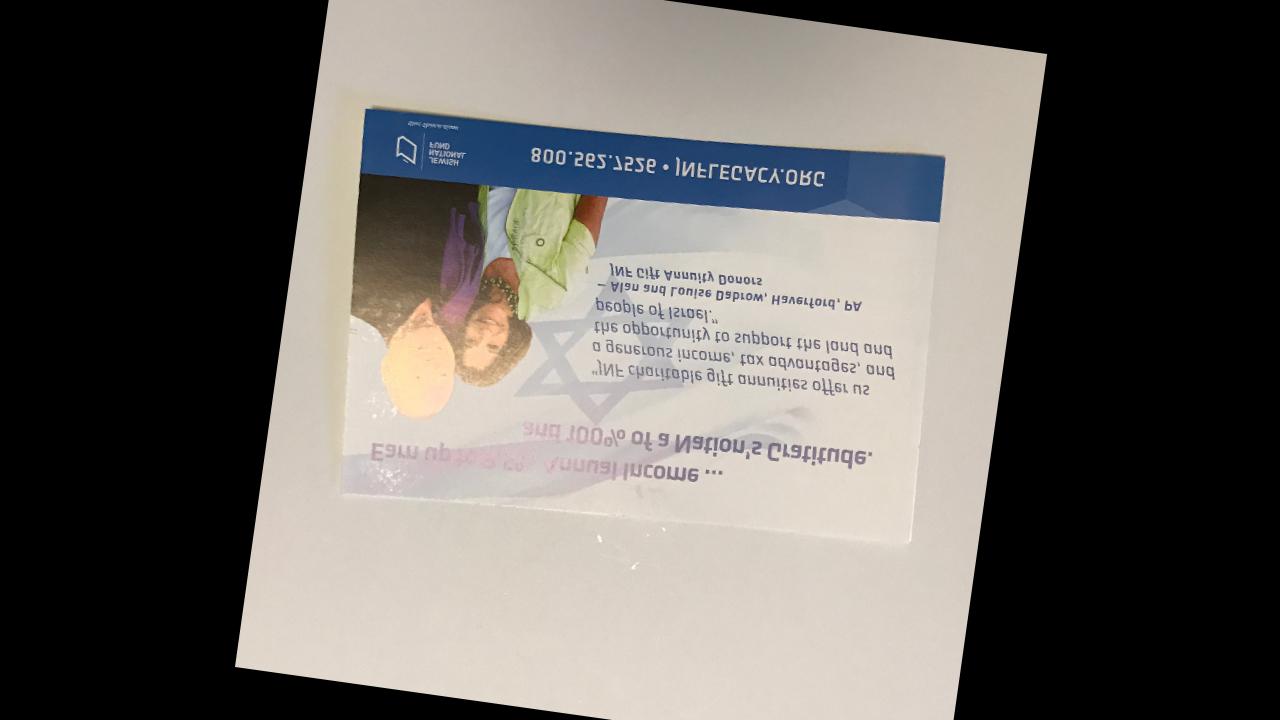 Earn up to
Annual Income ...
and 100% of a Nation's Gratitude.
"JNF charitable gift annuities offer us
a generous income, tax advantages, and
the opportunity to support the land and
people of Israel."
– Alan and Louise Dabrow, Haverford, PA
JNF Gift Annuity Donors
JEWISH
NATIONAL
FUND
800.562.7526 • JNFLEGACY.ORG